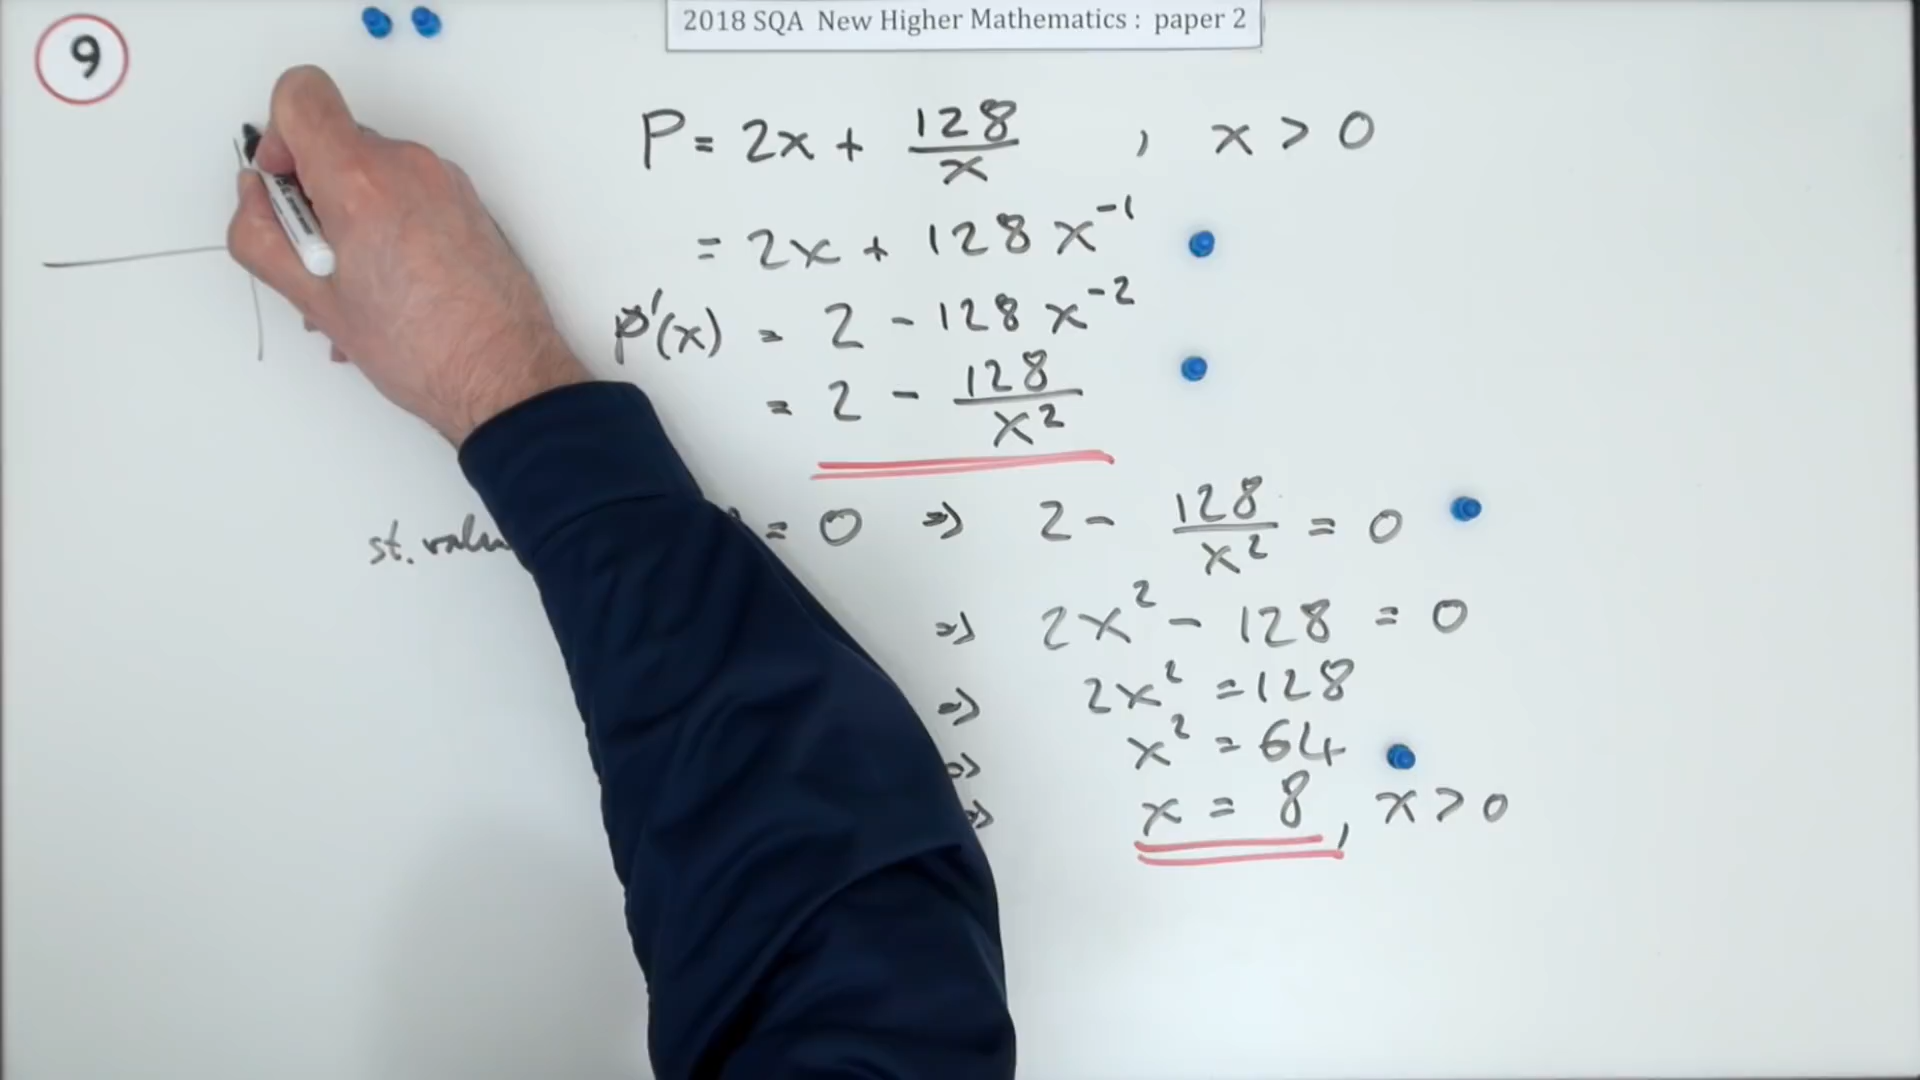 9
2018 SQA New Higher Mathematics : paper 2
P = 2x + 128/x , x > 0
= 2x + 128x⁻¹
p'(x) = 2 - 128x⁻²
= 2 - 128/x²
st. = 0 ⇒ 2 - 128/x² = 0
⇒ 2x² - 128 = 0
⇒ 2x² = 128
⇒ x² = 64
⇒ x = 8, x > 0